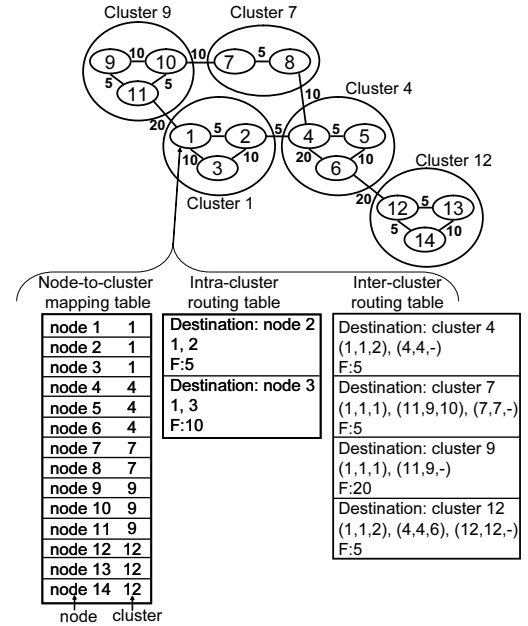 Cluster 9
Cluster 7
9 10 10 10 7 5 8
5 5
11
10
Cluster 4
20
1 5 2 5 4 5 5
10 10 20 10
3 6
Cluster 12
20
Cluster 1
12 5 13
5 10
14
Node-to-cluster mapping table
node 1 1
node 2 1
node 3 1
node 4 4
node 5 4
node 6 4
node 7 7
node 8 7
node 9 9
node 10 9
node 11 9
node 12 12
node 13 12
node 14 12
node cluster
Intra-cluster routing table
Destination: node 2
1, 2
F:5
Destination: node 3
1, 3
F:10
Inter-cluster routing table
Destination: cluster 4
(1,1,2), (4,4,-)
F:5
Destination: cluster 7
(1,1,1), (11,9,10), (7,7,-)
F:5
Destination: cluster 9
(1,1,1), (11,9,-)
F:20
Destination: cluster 12
(1,1,2), (4,4,6), (12,12,-)
F:5